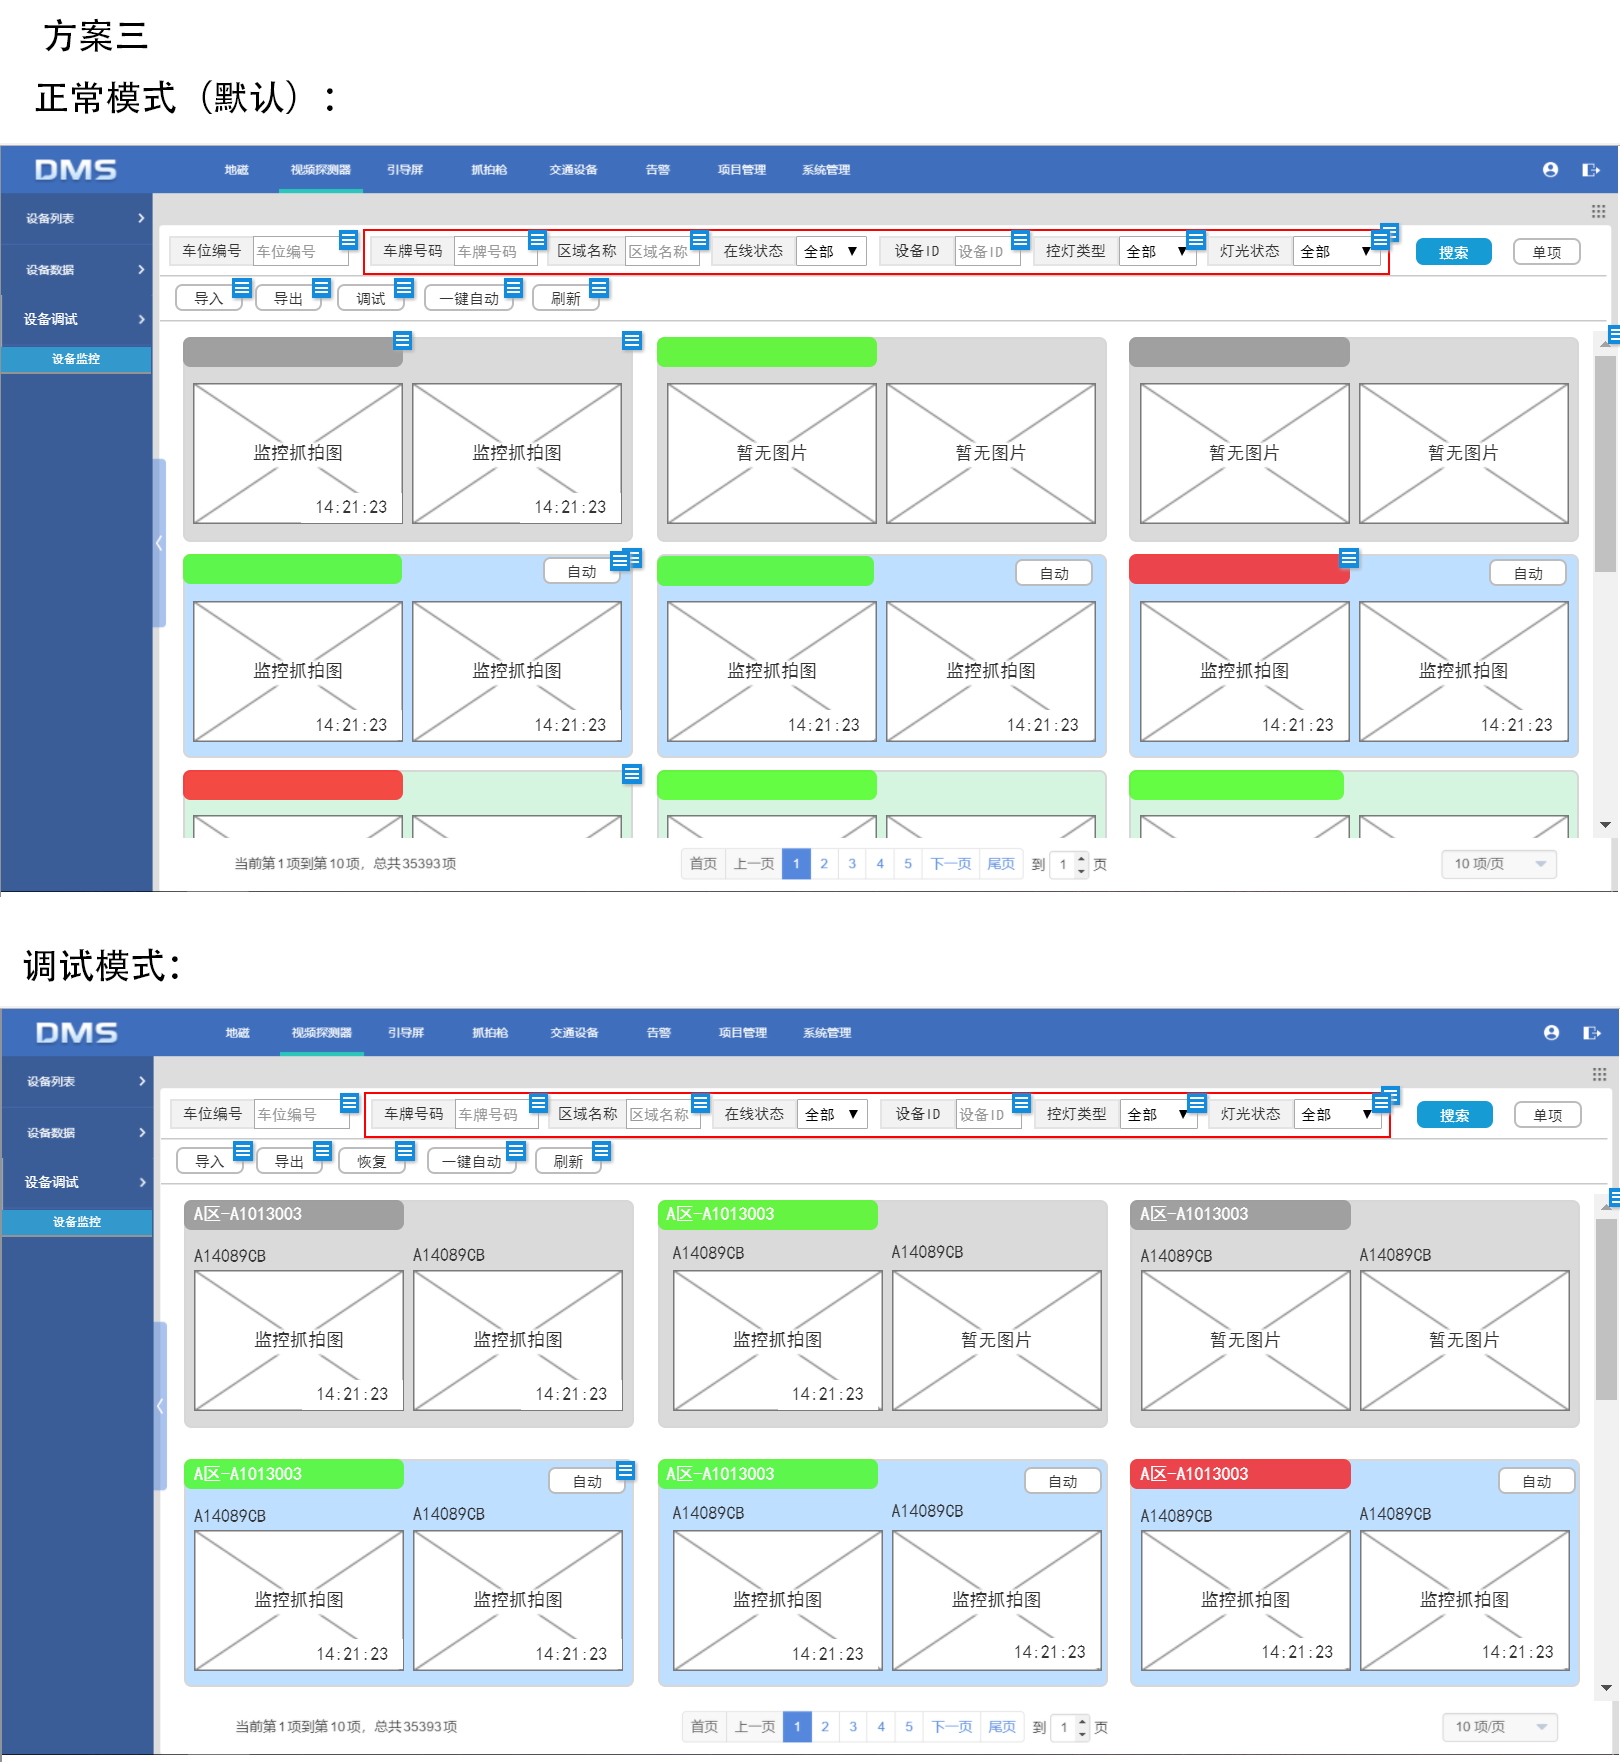 方案三
正常模式（默认）：
DMS 地磁 视频探测器 引导屏 抓拍枪 交通设备 告警 项目管理 系统管理
设备列表
设备数据
设备调试
设备监控
车位编号 车位编号 车牌号码 车牌号码 区域名称 区域名称 在线状态 全部 设备ID 设备ID 控灯类型 全部 灯光状态 全部 搜索 单项
导入 导出 调试 一键自动 刷新
监控抓拍图 监控抓拍图 暂无图片 暂无图片 暂无图片 暂无图片
14:21:23 14:21:23
自动 自动 自动
监控抓拍图 监控抓拍图 监控抓拍图 监控抓拍图 监控抓拍图 监控抓拍图
14:21:23 14:21:23 14:21:23 14:21:23 14:21:23 14:21:23
当前第1项到第10项，总共35393项 首页 上一页 1 2 3 4 5 下一页 尾页 到 1 页 10 项/页
调试模式：
DMS 地磁 视频探测器 引导屏 抓拍枪 交通设备 告警 项目管理 系统管理
设备列表
设备数据
设备调试
设备监控
车位编号 车位编号 车牌号码 车牌号码 区域名称 区域名称 在线状态 全部 设备ID 设备ID 控灯类型 全部 灯光状态 全部 搜索 单项
导入 导出 恢复 一键自动 刷新
A区-A1013003 A区-A1013003 A区-A1013003
A14089CB A14089CB A14089CB A14089CB A14089CB A14089CB
监控抓拍图 监控抓拍图 监控抓拍图 暂无图片 暂无图片 暂无图片
14:21:23 14:21:23 14:21:23
A区-A1013003 自动 A区-A1013003 自动 A区-A1013003 自动
A14089CB A14089CB A14089CB A14089CB A14089CB A14089CB
监控抓拍图 监控抓拍图 监控抓拍图 监控抓拍图 监控抓拍图 监控抓拍图
14:21:23 14:21:23 14:21:23 14:21:23 14:21:23 14:21:23
当前第1项到第10项，总共35393项 首页 上一页 1 2 3 4 5 下一页 尾页 到 1 页 10 项/页